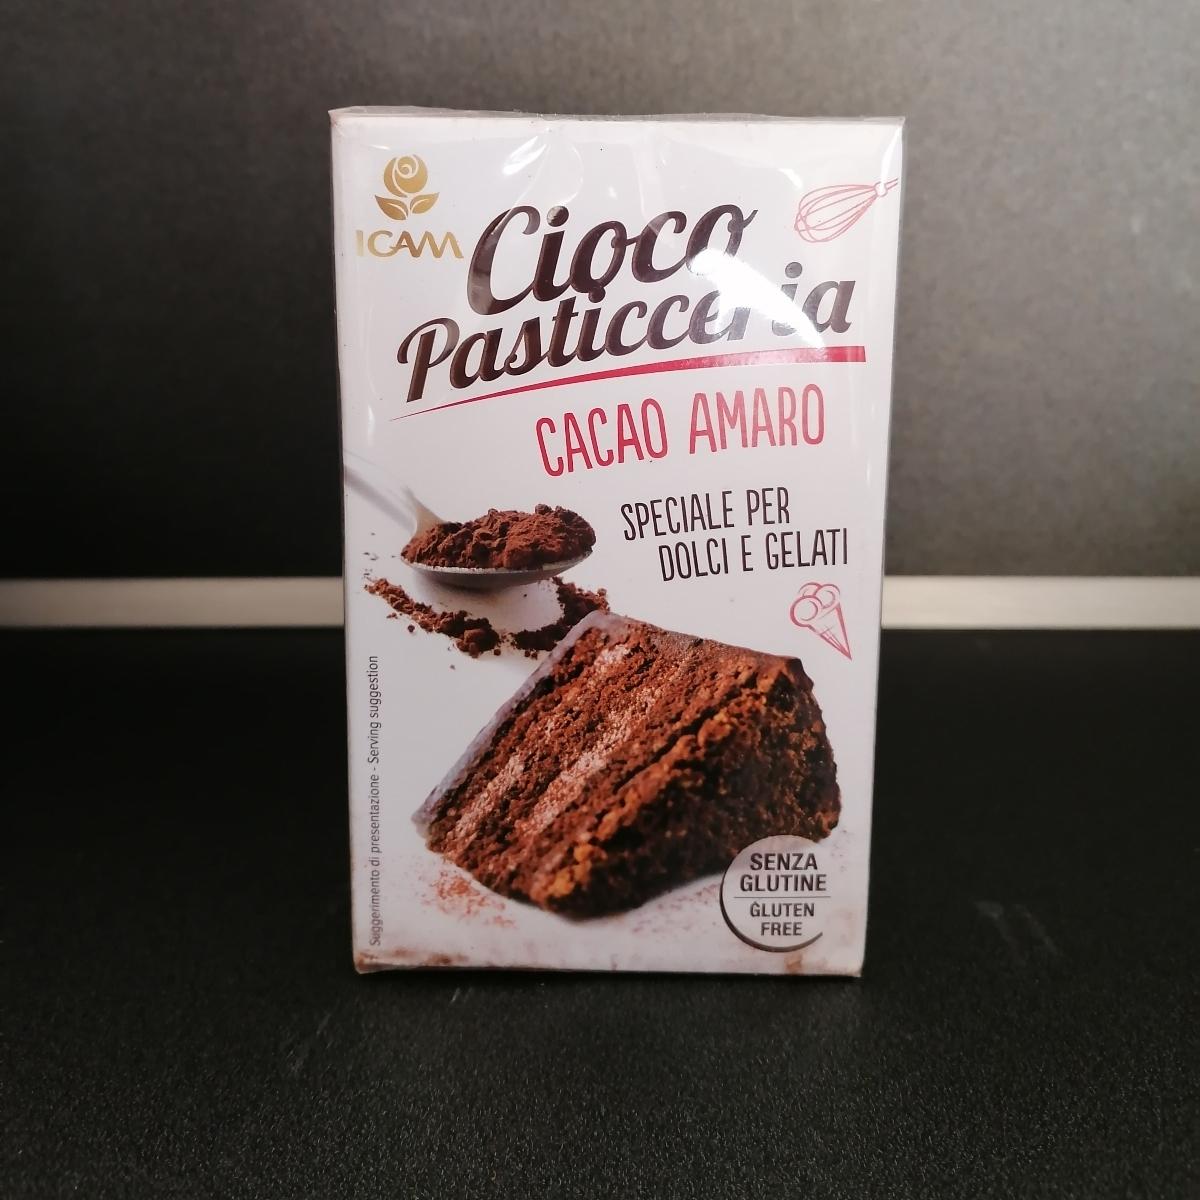 ICAM
Cioco
Pasticceria
CACAO AMARO
SPECIALE PER
DOLCI E GELATI
Suggerimento di presentazione - Serving suggestion
SENZA
GLUTINE
GLUTEN
FREE